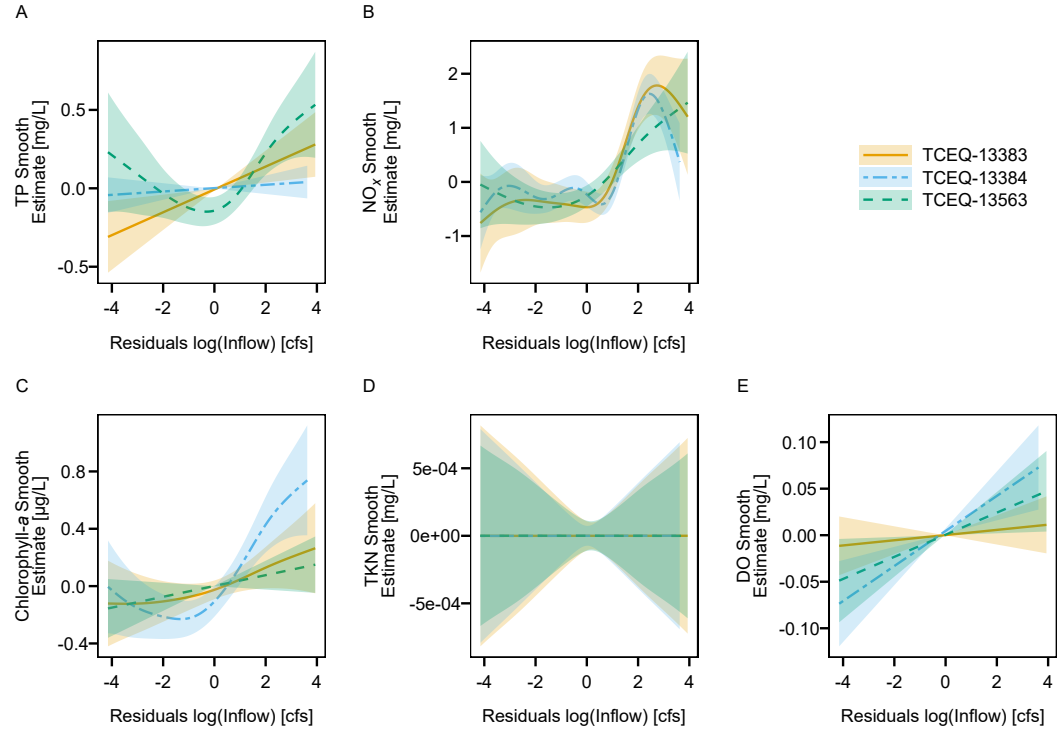 A
TP Smooth
Estimate [mg/L]
0.5
0.0
-0.5
-4 -2 0 2 4
Residuals log(Inflow) [cfs]
B
NOx Smooth
Estimate [mg/L]
2
1
0
-1
-4 -2 0 2 4
Residuals log(Inflow) [cfs]
TCEQ-13383
TCEQ-13384
TCEQ-13563
C
Chlorophyll-a Smooth
Estimate [µg/L]
0.8
0.4
0.0
-0.4
-4 -2 0 2 4
Residuals log(Inflow) [cfs]
D
TKN Smooth
Estimate [mg/L]
5e-04
0e+00
-5e-04
-4 -2 0 2 4
Residuals log(Inflow) [cfs]
E
DO Smooth
Estimate [mg/L]
0.10
0.05
0.00
-0.05
-0.10
-4 -2 0 2 4
Residuals log(Inflow) [cfs]